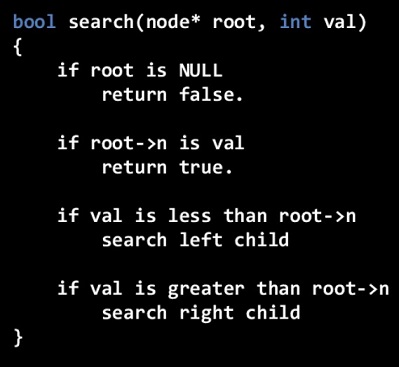 bool search(node* root, int val)
{
    if root is NULL
        return false.
    if root->n is val
        return true.
    if val is less than root->n
        search left child
    if val is greater than root->n
        search right child
}